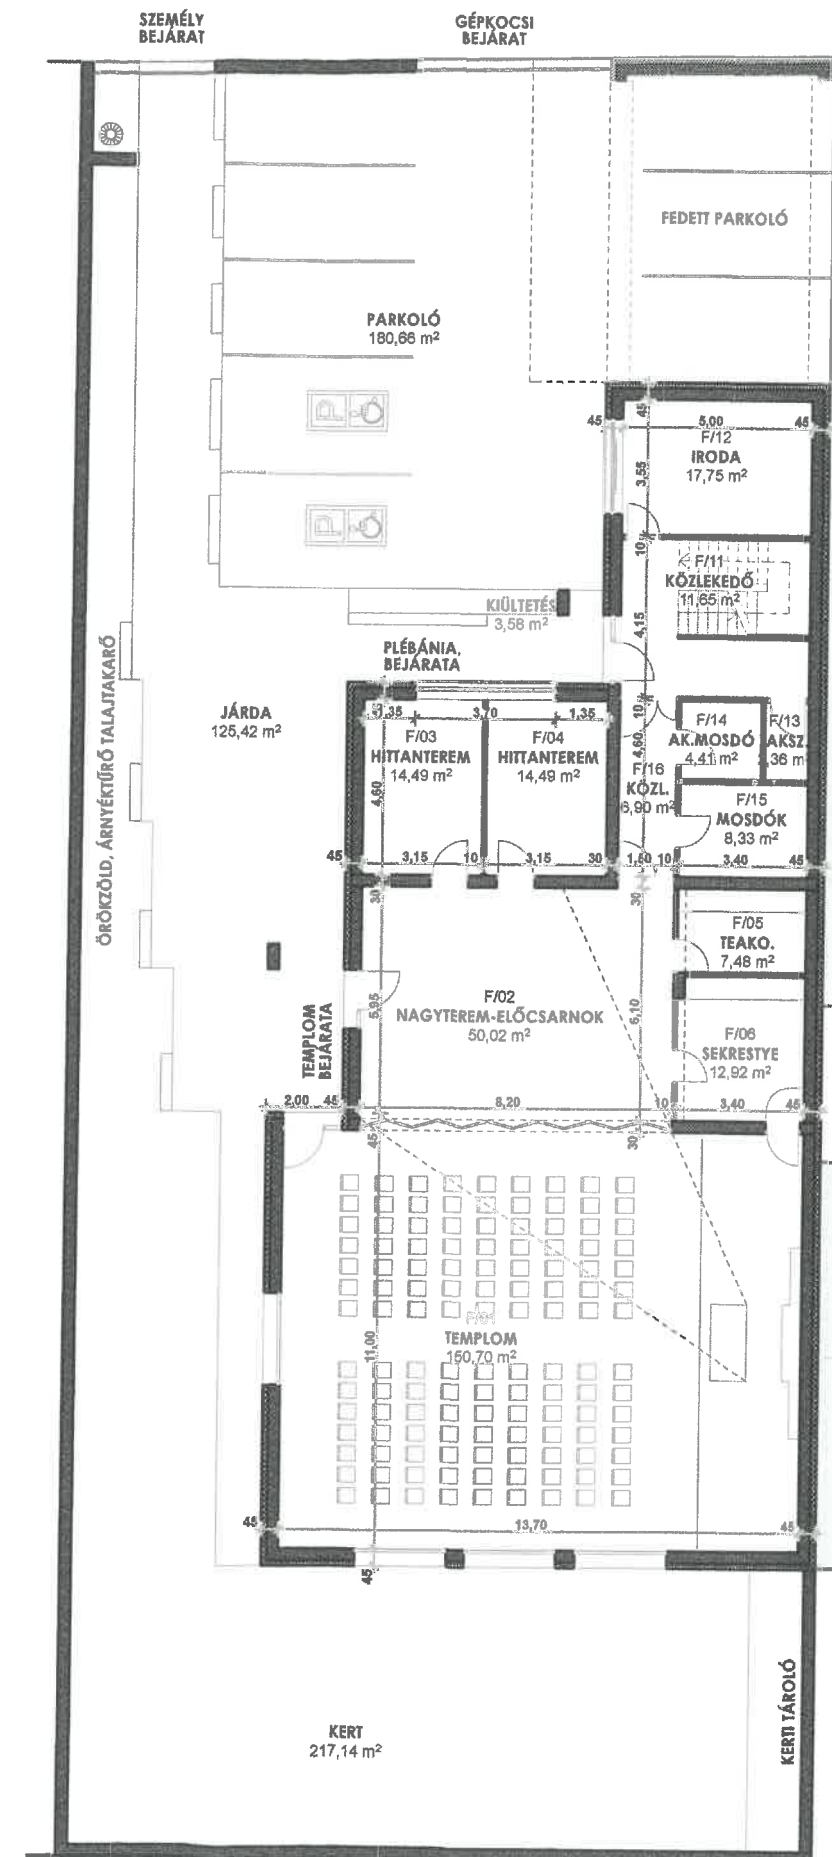 SZEMÉLY
BEJÁRAT
GÉPKOCSI
BEJÁRAT
FEDETT PARKOLÓ
PARKOLÓ
180,66 m²
45
45
5,00
45
F/12
IRODA
17,75 m²
3,55
10
F/11
KÖZLEKEDŐ
11,65 m²
4,15
KIÜLTETÉS
3,58 m²
PLÉBÁNIA,
BEJÁRATA
ÖRÖKZÖLD, ÁRNYÉKTŰRŐ TALAJTAKARÓ
JÁRDA
125,42 m²
1,35
3,70
1,35
F/03
HITTANTEREM
14,49 m²
F/04
HITTANTEREM
14,49 m²
4,60
10
4,60
F/14
AK.MOSDÓ
4,41 m²
F/13
AKSZ.
F/16
KÖZL.
6,90 m²
F/15
MOSDÓK
8,33 m²
45
3,15
10
3,15
30
1,60
10
3,40
45
30
30
F/05
TEAKO.
7,48 m²
F/02
NAGYTEREM-ELŐCSARNOK
50,02 m²
5,95
6,10
TEMPLOM
BEJÁRATA
F/06
SEKRESTYE
12,92 m²
2,00
45
8,20
10
3,40
45
45
30
TEMPLOM
150,70 m²
11,00
45
13,70
45
45
KERT
217,14 m²
KERTI TÁROLÓ